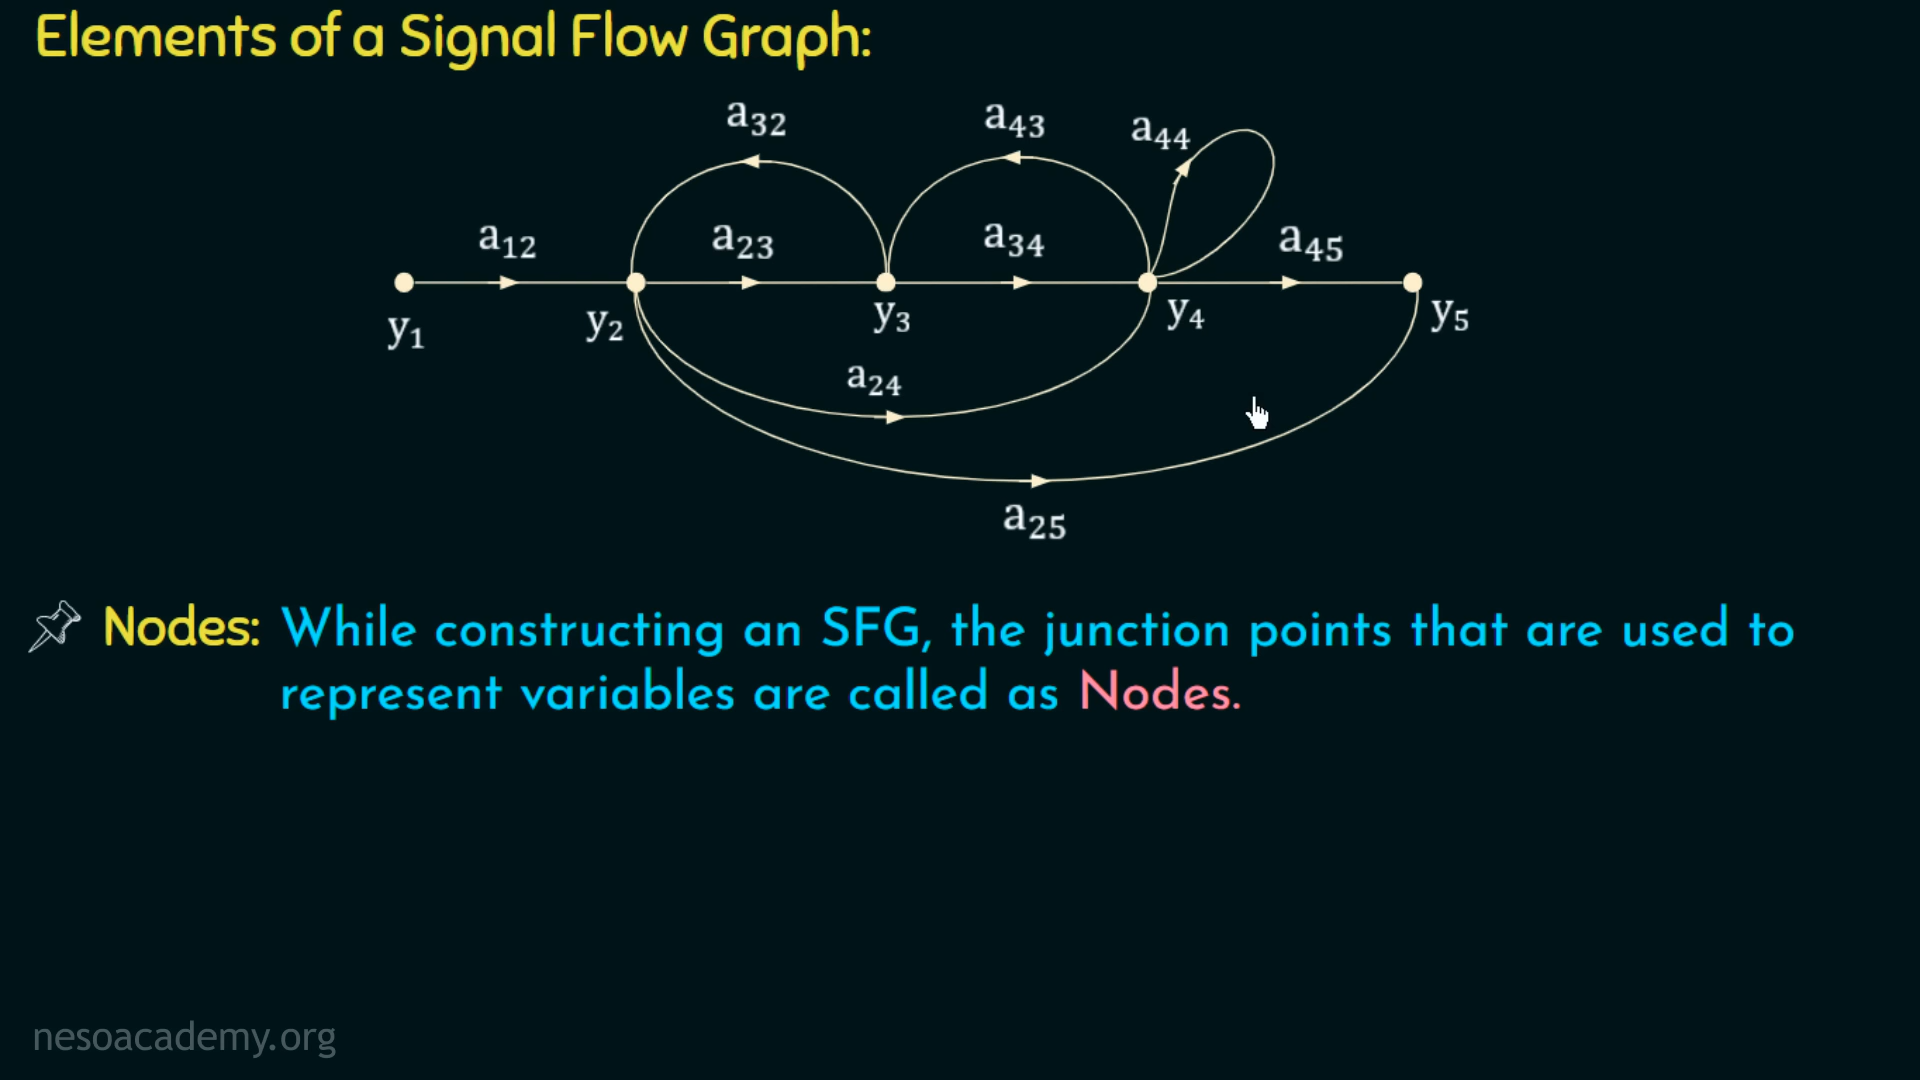 Elements of a Signal Flow Graph:
a32 a43 a44
a12 a23 a34 a45
y1 y2 y3 y4 y5
a24
a25
Nodes: While constructing an SFG, the junction points that are used to
represent variables are called as Nodes.
nesoacademy.org